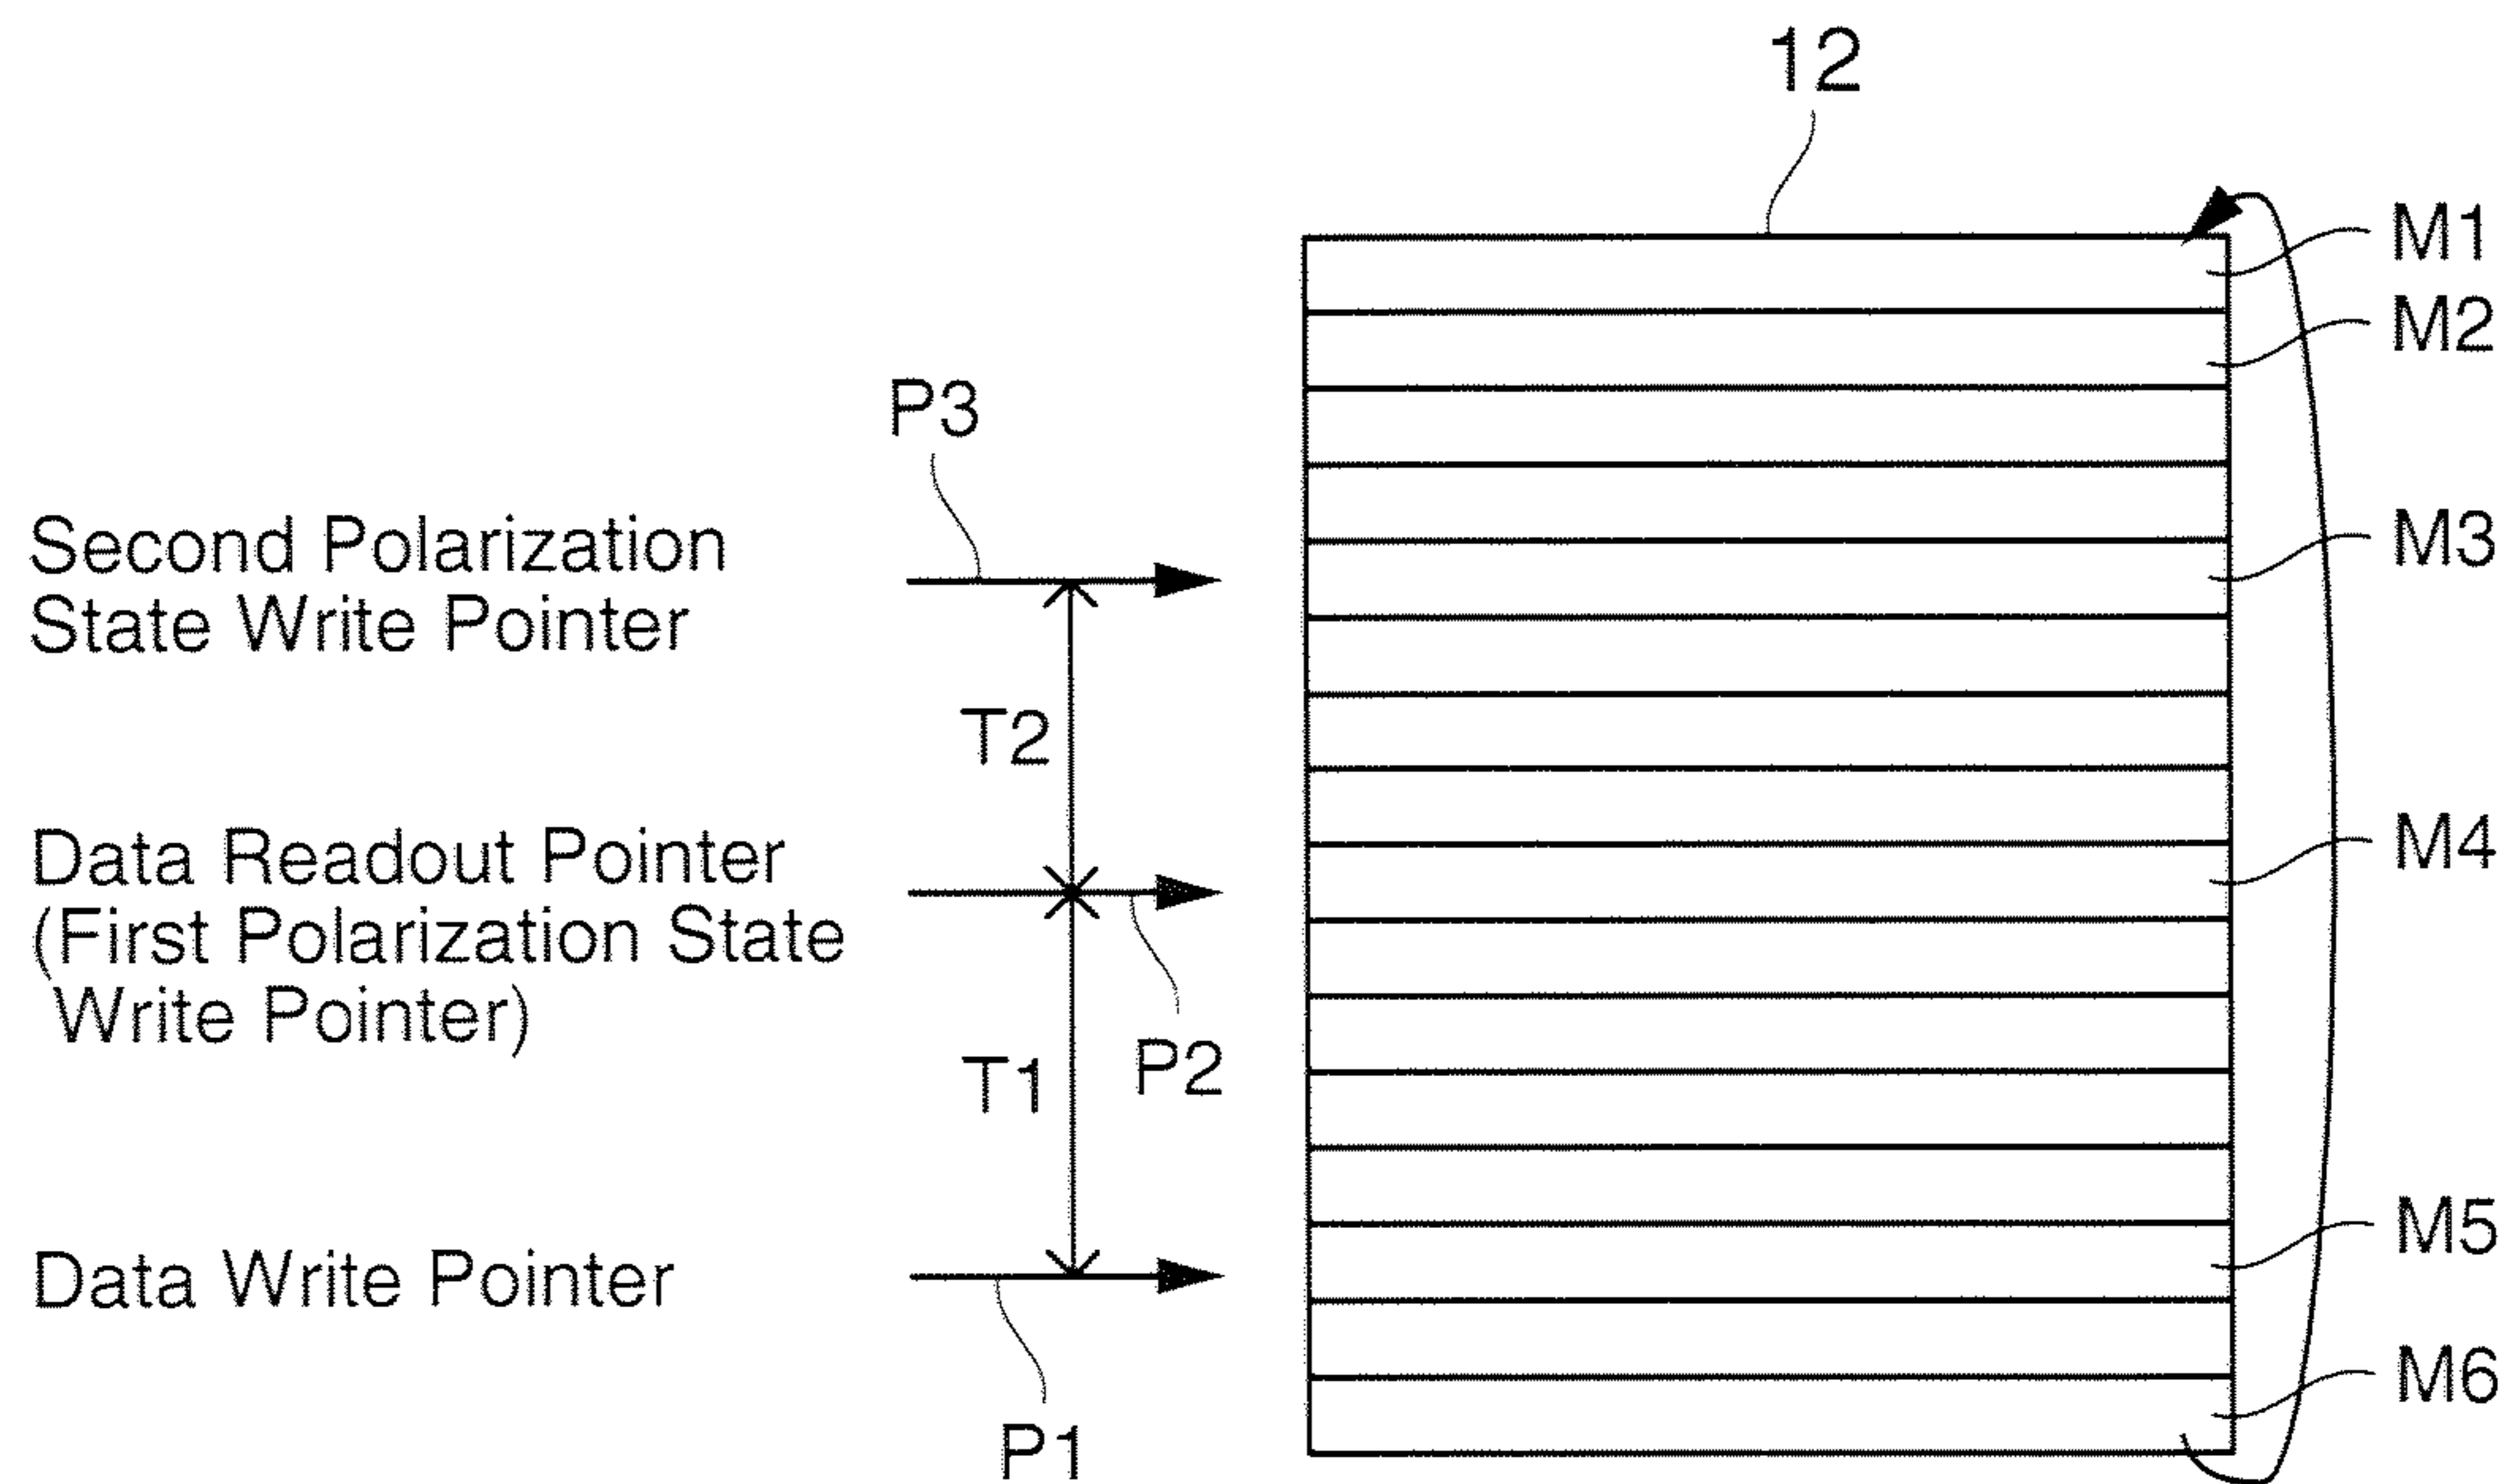 12
M1
M2
P3
Second Polarization
State Write Pointer
M3
T2
Data Readout Pointer
(First Polarization State
Write Pointer)
M4
P2
T1
Data Write Pointer
M5
P1
M6